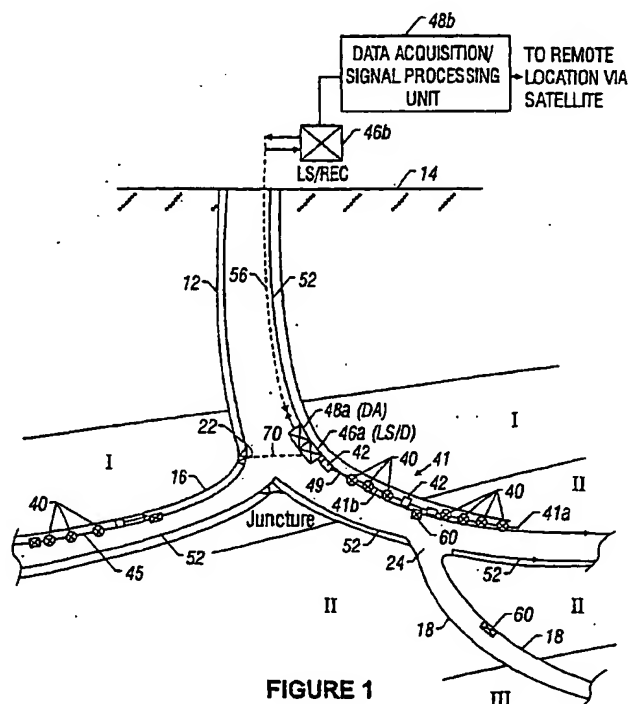 48b
DATA ACQUISITION/
SIGNAL PROCESSING
UNIT
TO REMOTE
LOCATION VIA
SATELLITE
46b
LS/REC
14
12
56
52
48a (DA)
46a (LS/D)
22
70
42
40
41
I
I
16
49
42
40
II
40
41b
41a
60
Juncture
52
52
45
24
52
II
II
60
18
18
III
FIGURE 1